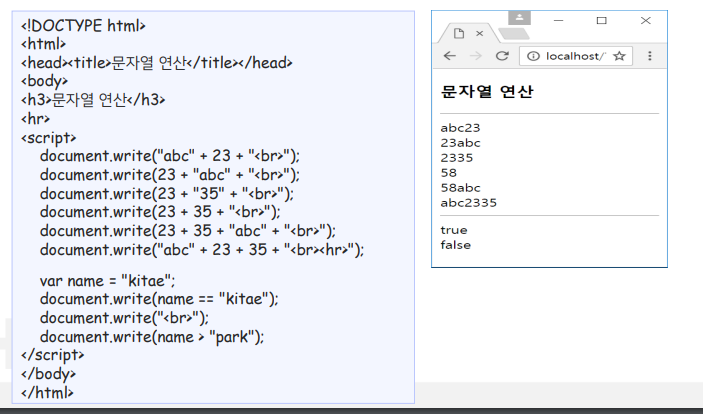 <!DOCTYPE html>
<html>
<head><title>문자열 연산</title></head>
<body>
<h3>문자열 연산</h3>
<hr>
<script>
document.write("abc" + 23 + "<br>");
document.write(23 + "abc" + "<br>");
document.write(23 + "35" + "<br>");
document.write(23 + 35 + "<br>");
document.write(23 + 35 + "abc" + "<br>");
document.write("abc" + 23 + 35 + "<br><hr>");
var name = "kitae";
document.write(name == "kitae");
document.write("<br>");
document.write(name > "park");
</script>
</body>
</html>
localhost/
문자열 연산
abc23
23abc
2335
58
58abc
abc2335
true
false